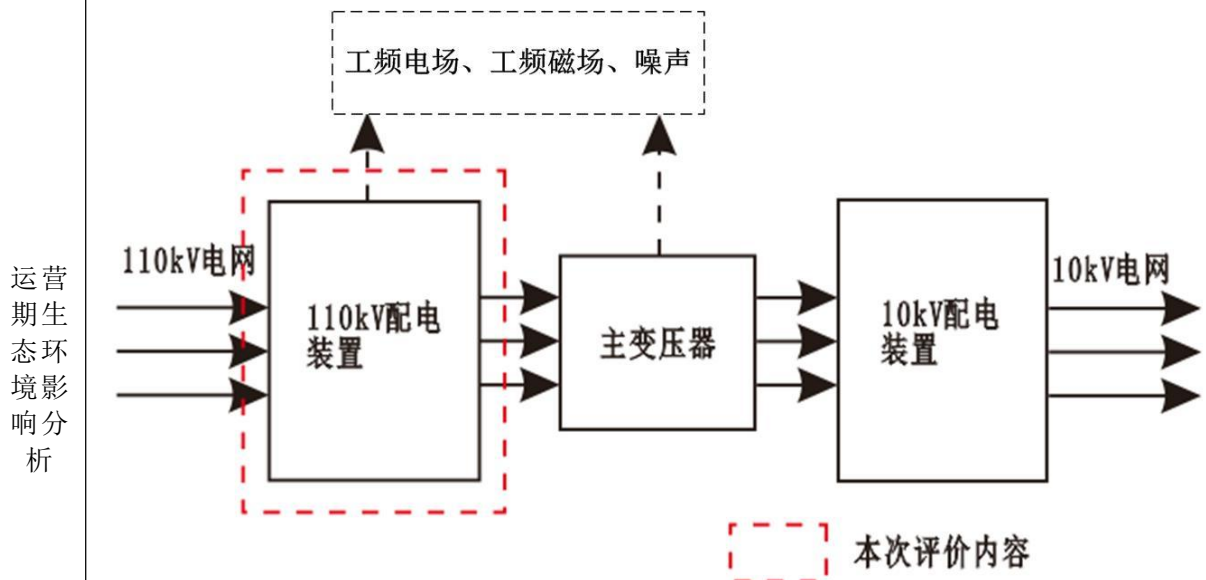 工频电场、工频磁场、噪声
运营
期生
态环
境影
响分
析
110kV电网
110kV配电
装置
主变压器
10kV配电
装置
10kV电网
本次评价内容